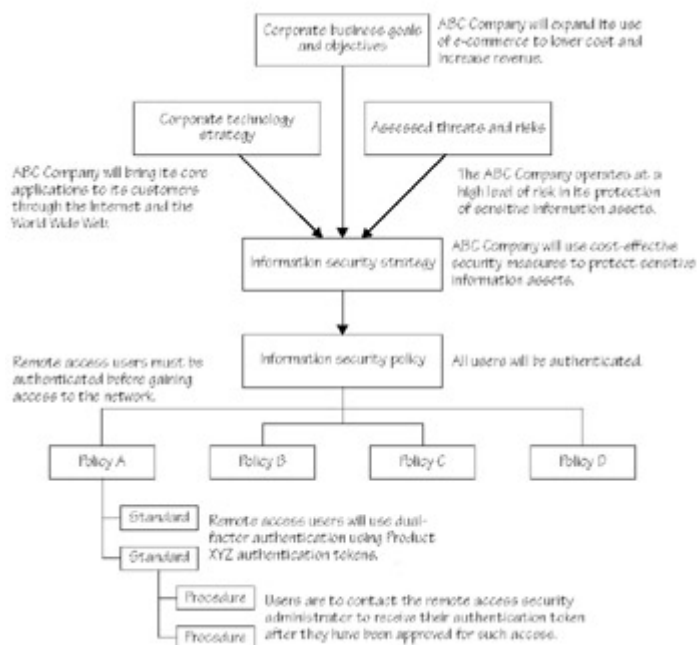 Corporate business goals
and objectives
ABC Company will expand its use
of e-commerce to lower cost and
increase revenue.
Corporate technology
strategy
Assessed threats and risks
ABC Company will bring its core
applications to its customers
through the Internet and the
World Wide Web.
The ABC Company operates at a
high level of risk in its protection
of sensitive information assets.
Information security strategy
ABC Company will use cost-effective
security measures to protect sensitive
information assets.
Information security policy
All users will be authenticated.
Remote access users must be
authenticated before gaining
access to the network.
Policy A
Policy B
Policy C
Policy D
Standard
Remote access users will use dual-
factor authentication using Product
XYZ authentication tokens.
Standard
Procedure
Users are to contact the remote access security
administrator to receive their authentication token
after they have been approved for such access.
Procedure